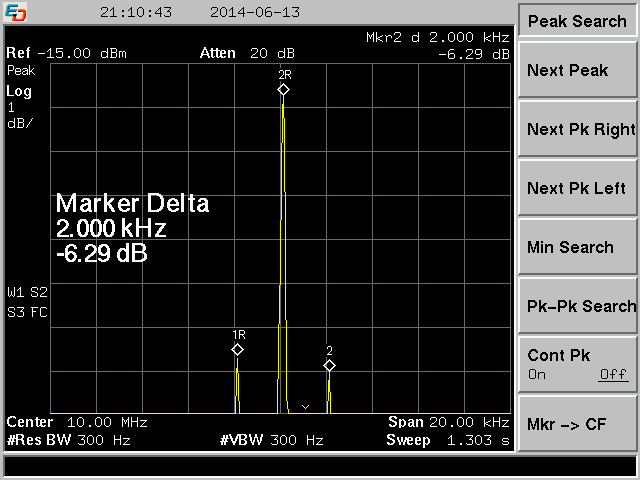 ED 21:10:43 2014-06-13
Peak Search
Mkr2 d 2.000 kHz
Ref -15.00 dBm Atten 20 dB -6.29 dB
Peak
Log
1
dB/
2R
Next Peak
Next Pk Right
Next Pk Left
Marker Delta
2.000 kHz
-6.29 dB
Min Search
W1 S2
S3 FC
Pk-Pk Search
1R
2
Cont Pk
On Off
Center 10.00 MHz Span 20.00 kHz
#Res BW 300 Hz #VBW 300 Hz Sweep 1.303 s
Mkr -> CF